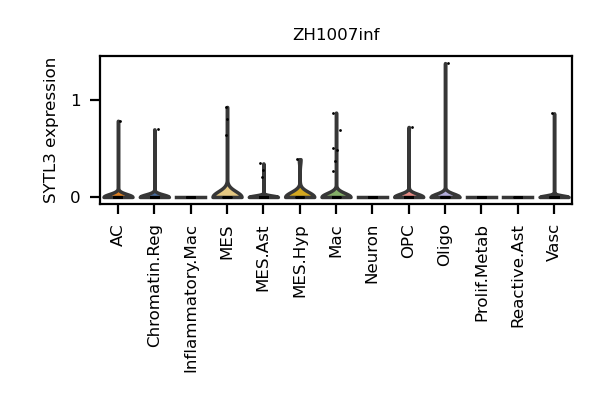 ZH1007inf
SYTL3 expression
1
0
AC
Chromatin.Reg
Inflammatory.Mac
MES
MES.Ast
MES.Hyp
Mac
Neuron
OPC
Oligo
Prolif.Metab
Reactive.Ast
Vasc